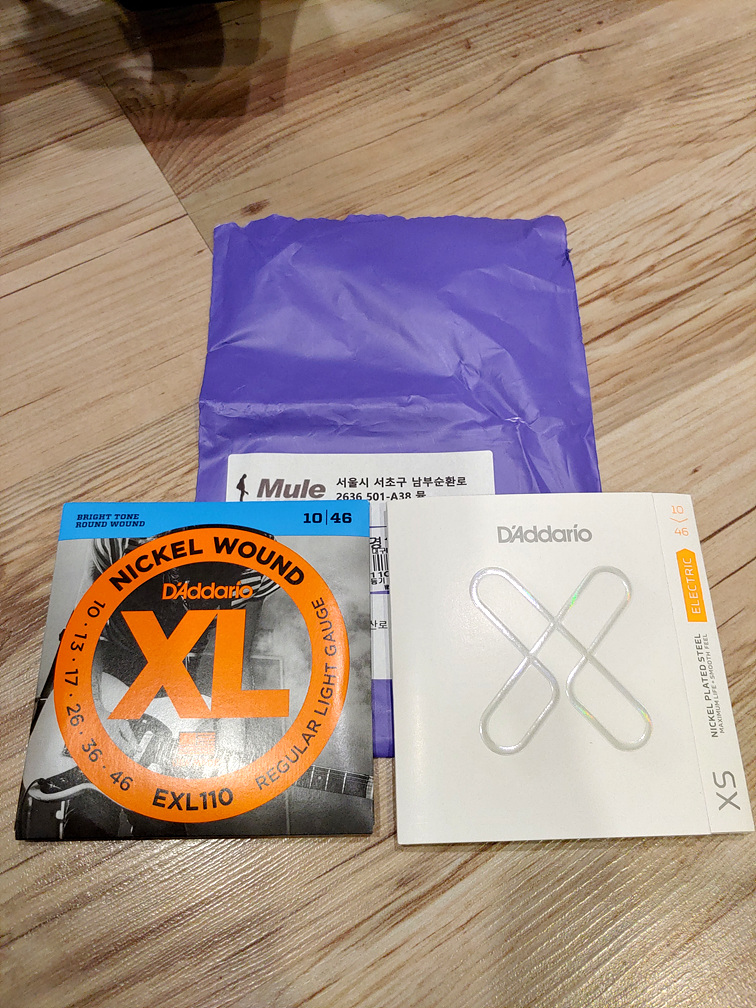 Mule
서울시 서초구 남부순환로
2636 501-A38 뮬
BRIGHT TONE
ROUND WOUND
10|46
NICKEL WOUND
D'Addario
XL
10 · 13 · 17 · 26 · 36 · 46
REGULAR LIGHT GAUGE
EXL110
D'Addario
10
46
ELECTRIC
NICKEL PLATED STEEL
MAXIMUM LIFE · SMOOTH FEEL
XS